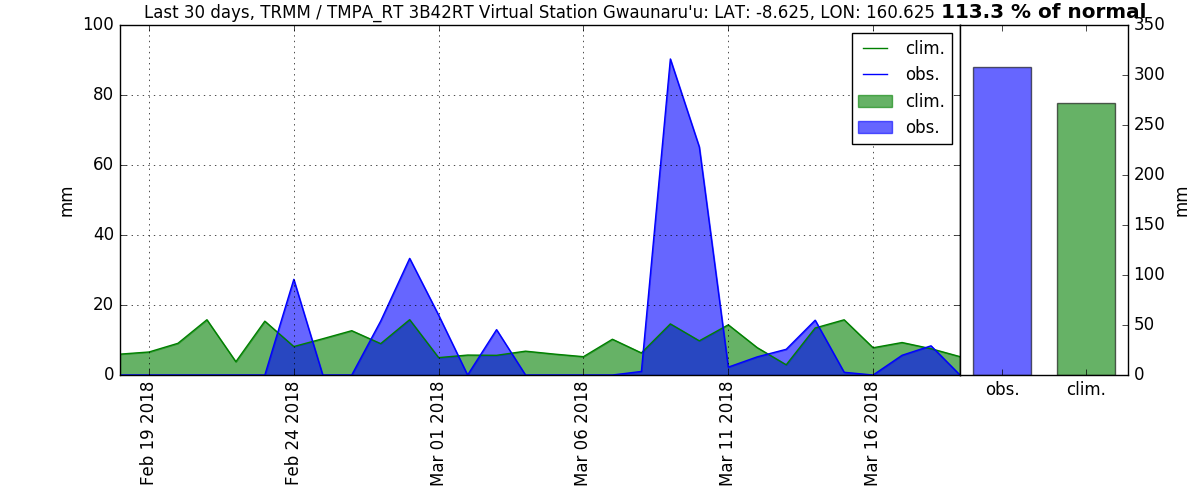 Last 30 days, TRMM / TMPA_RT 3B42RT Virtual Station Gwaunaru'u: LAT: -8.625, LON: 160.625 113.3 % of normal
100
80
60
40
20
0
mm
clim.
obs.
clim.
obs.
350
300
250
200
150
100
50
0
mm
obs.
clim.
Feb 19 2018
Feb 24 2018
Mar 01 2018
Mar 06 2018
Mar 11 2018
Mar 16 2018